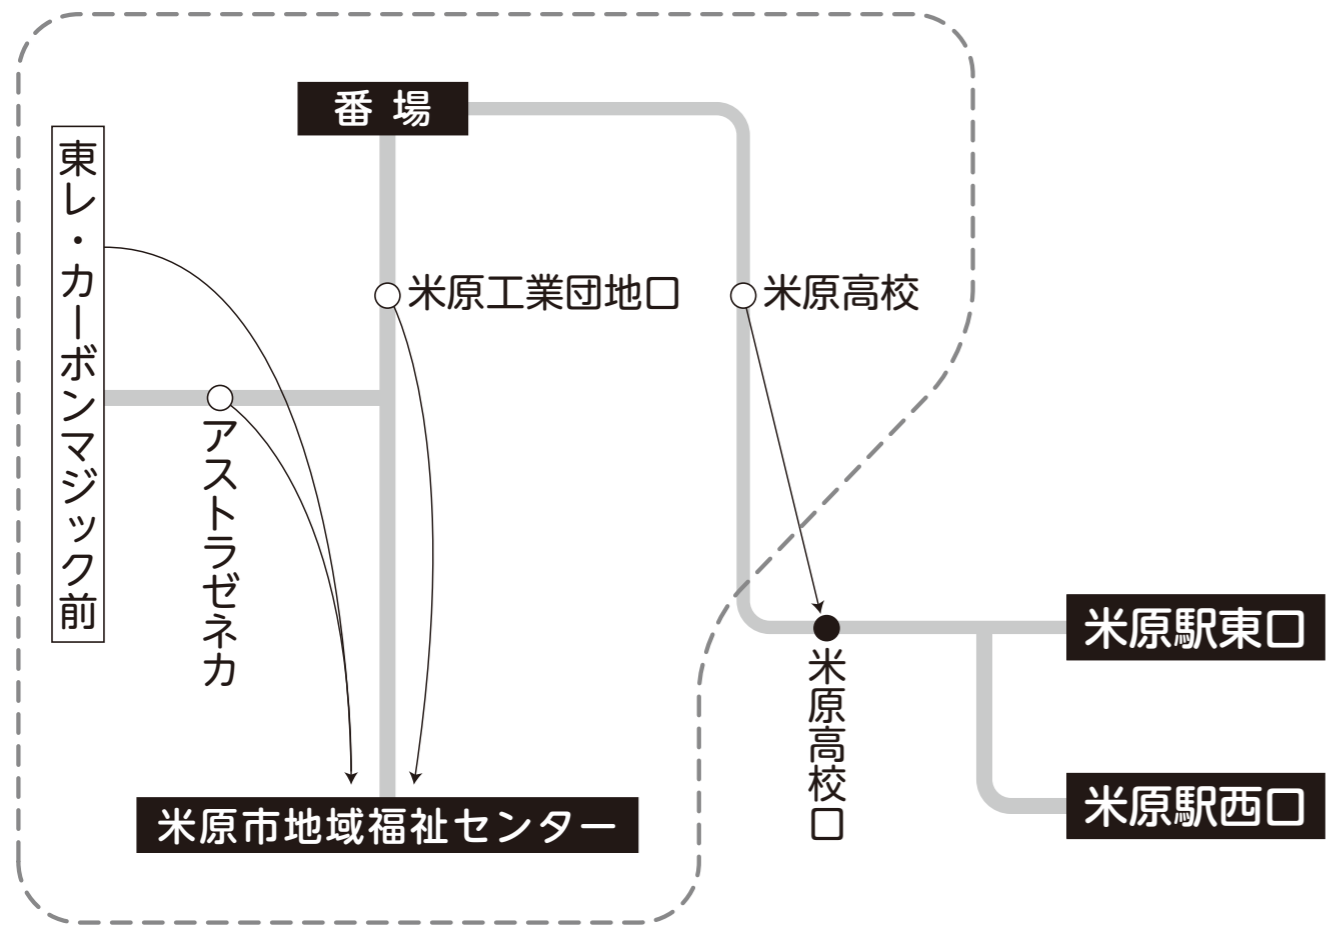 番 場
東レ・カーボンマジック前
米原工業団地口
米原高校
アストラゼネカ
米原駅東口
米原高校口
米原駅西口
米原市地域福祉センター